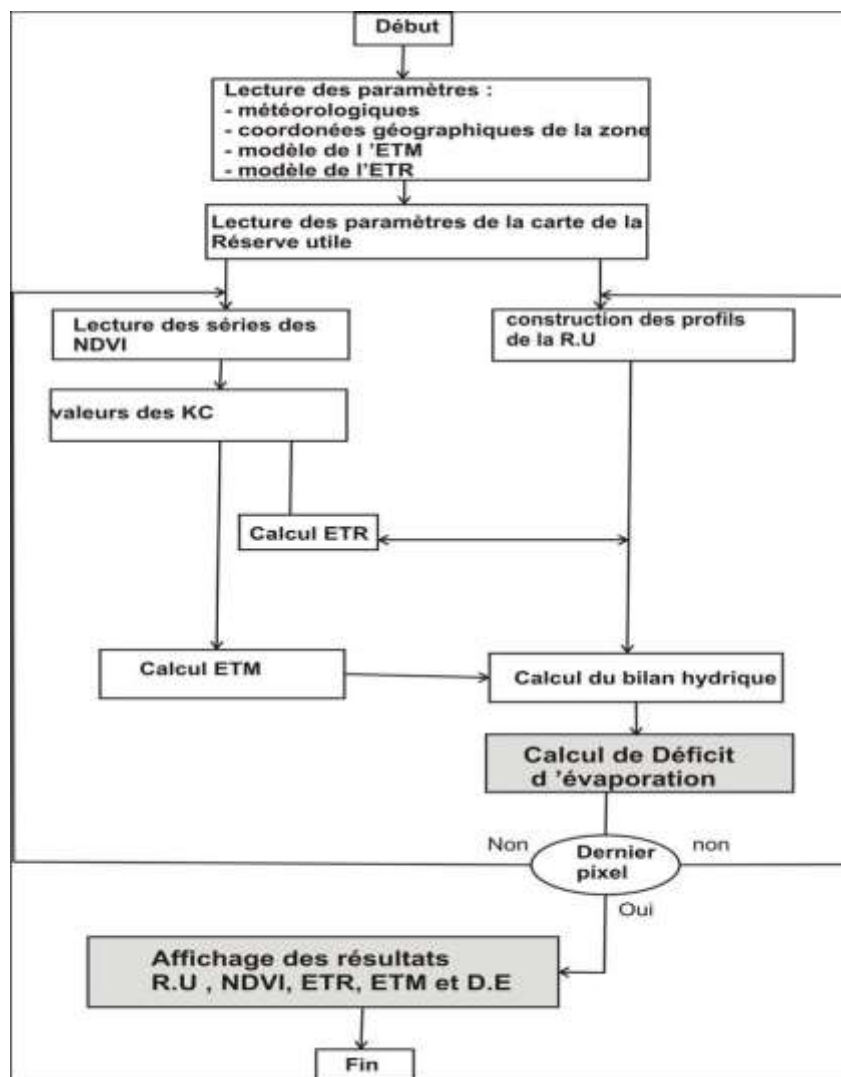 Début
Lecture des paramètres :
- météorologiques
- coordonées géographiques de la zone
- modèle de l 'ETM
- modèle de l'ETR
Lecture des paramètres de la carte de la
Réserve utile
Lecture des séries des
NDVI
construction des profils
de la R.U
valeurs des KC
Calcul ETR
Calcul ETM
Calcul du bilan hydrique
Calcul de Déficit
d 'évaporation
Non
Dernier
pixel
non
Oui
Affichage des résultats
R.U , NDVI, ETR, ETM et D.E
Fin